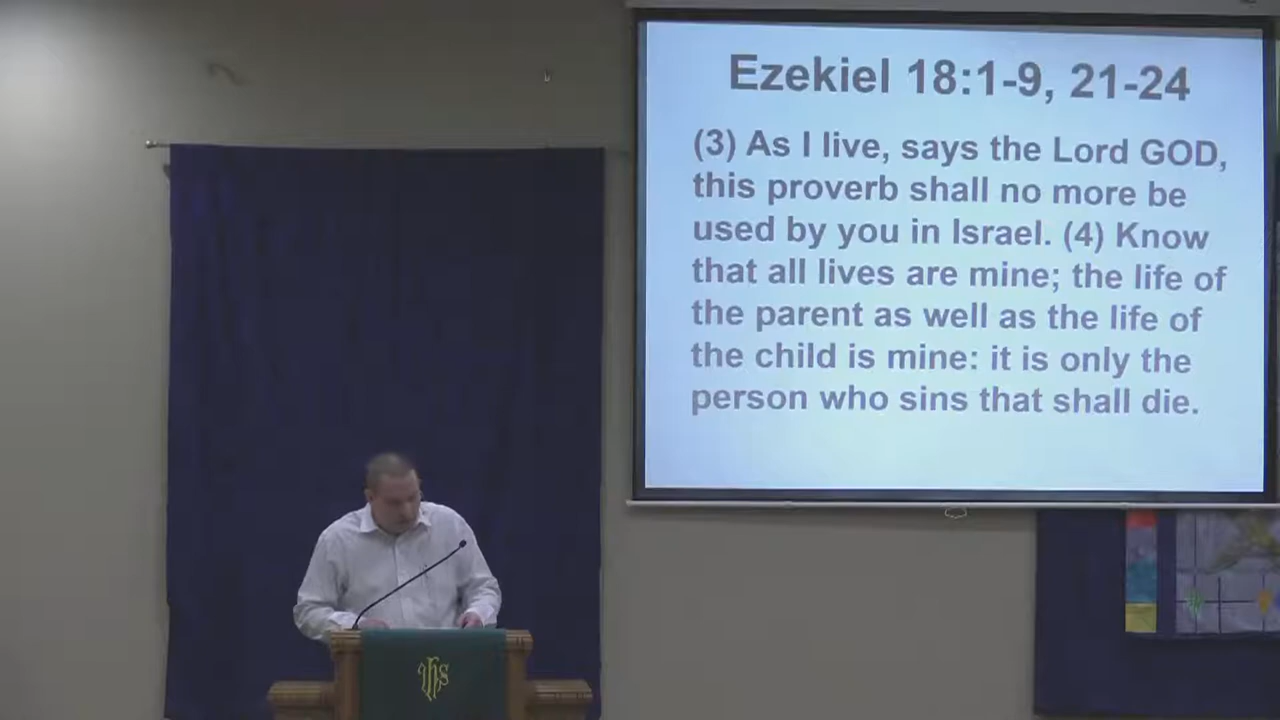 Ezekiel 18:1-9, 21-24
(3) As I live, says the Lord GOD,
this proverb shall no more be
used by you in Israel. (4) Know
that all lives are mine; the life of
the parent as well as the life of
the child is mine: it is only the
person who sins that shall die.
ihs